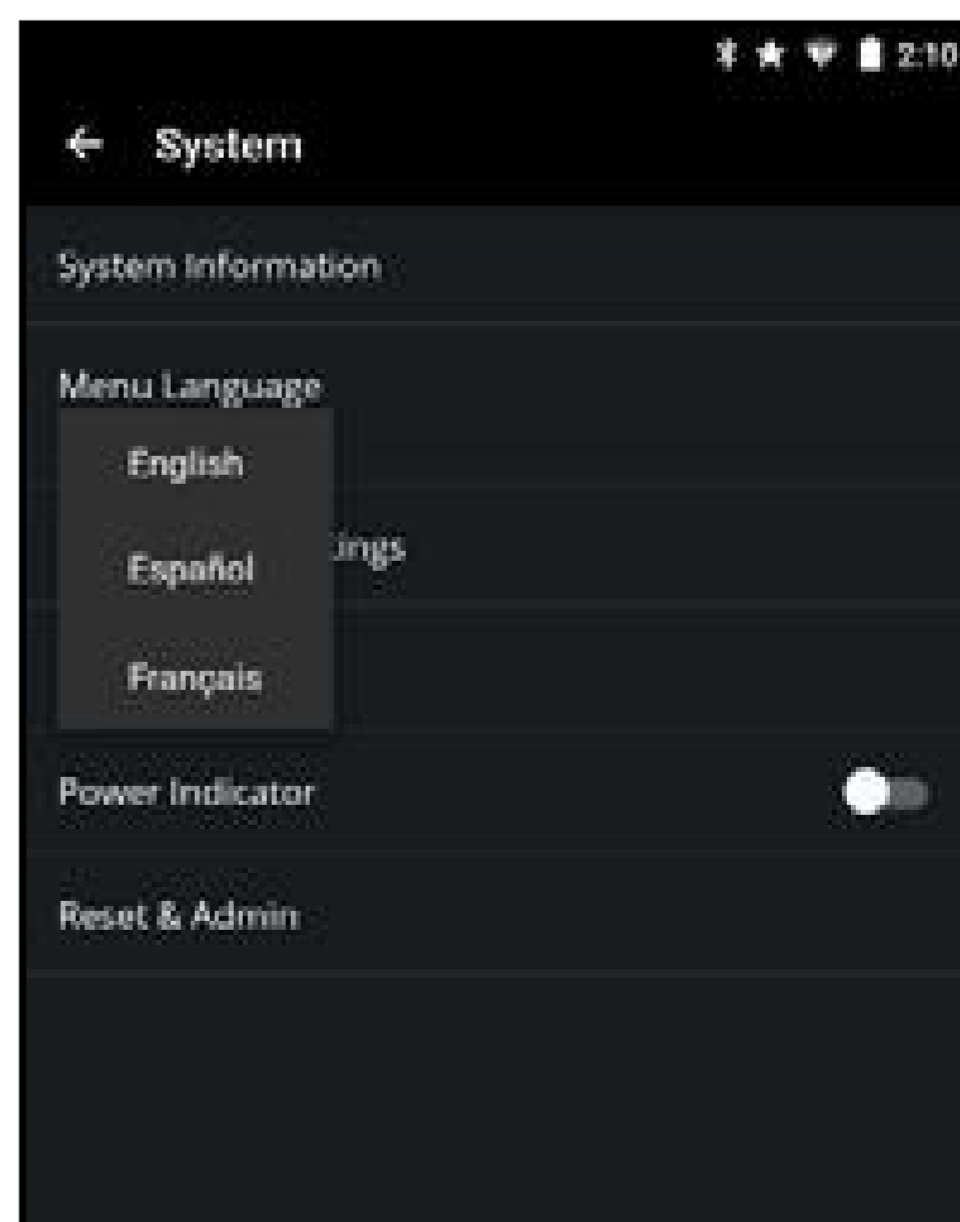 2:10
System
System Information
Menu Language
English
ings
Español
Français
Power Indicator
Reset & Admin